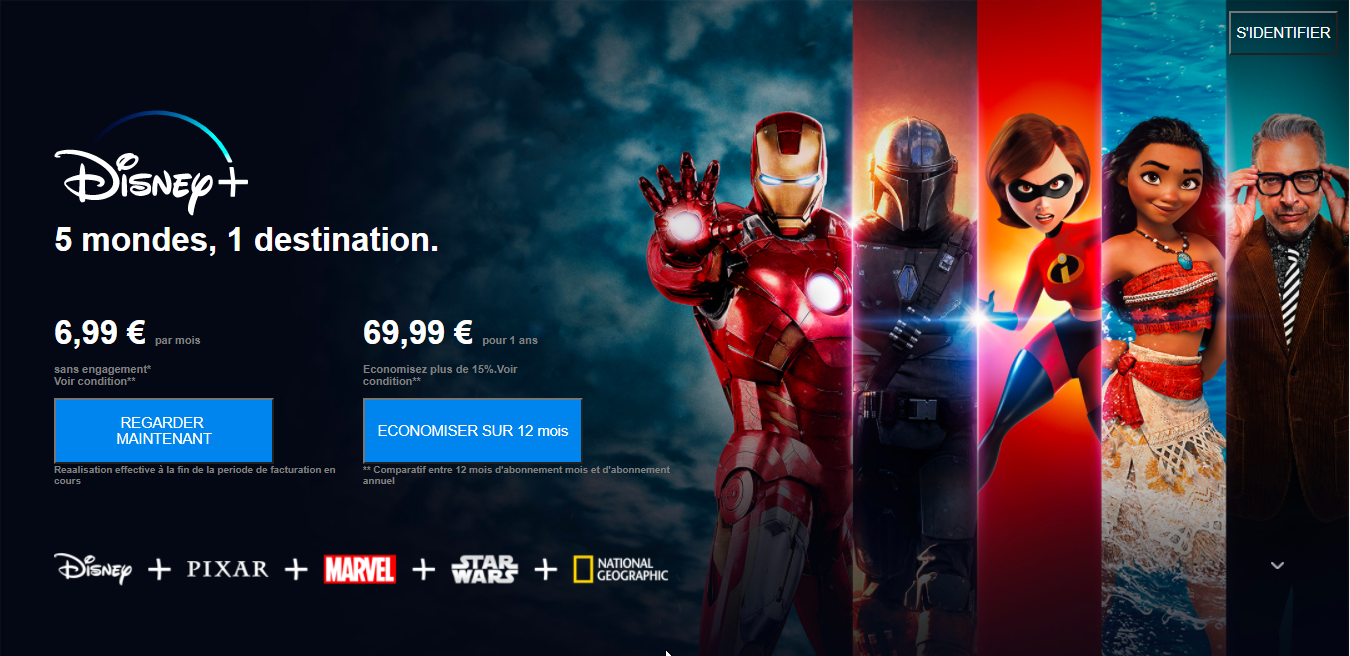 S'IDENTIFIER
DISNEY+
5 mondes, 1 destination.
6,99 € par mois
sans engagement*
Voir condition**
REGARDER
MAINTENANT
Reaalisation effective à la fin de la periode de facturation en
cours
69,99 € pour 1 ans
Economisez plus de 15%.Voir
condition**
ECONOMISER SUR 12 mois
** Comparatif entre 12 mois d'abonnement mois et d'abonnement
annuel
DISNEY + PIXAR + MARVEL + STAR WARS + NATIONAL GEOGRAPHIC